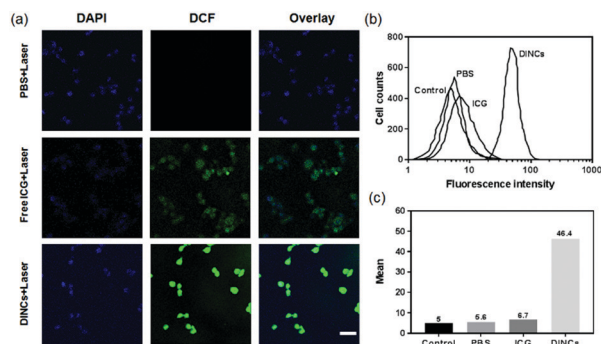 (a)
DAPI
DCF
Overlay
PBS+Laser
Free ICG+Laser
DINCs+Laser
(b)
800
600
400
200
0
Cell counts
Control
PBS
ICG
DINCs
1
10
100
1000
Fluorescence intensity
(c)
60
50
40
30
20
10
0
Mean
5
5.6
6.7
46.4
Control
PBS
ICG
DINCs